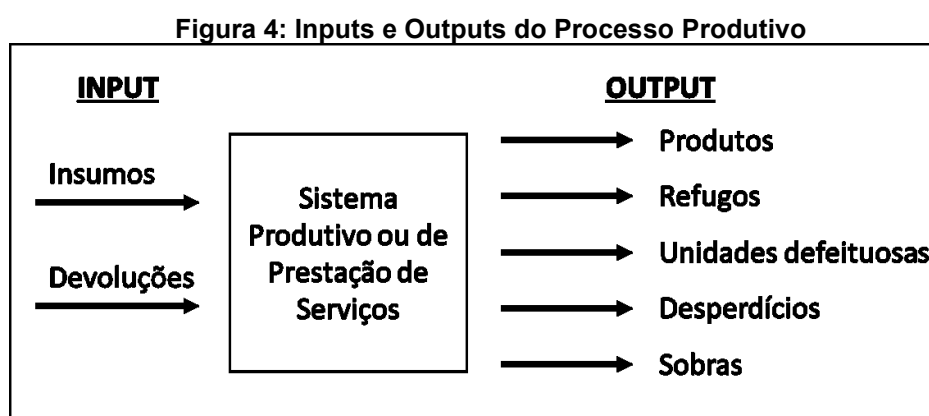 Figura 4: Inputs e Outputs do Processo Produtivo
INPUT
Insumos
Devoluções
Sistema
Produtivo ou de
Prestação de
Serviços
OUTPUT
Produtos
Refugos
Unidades defeituosas
Desperdícios
Sobras